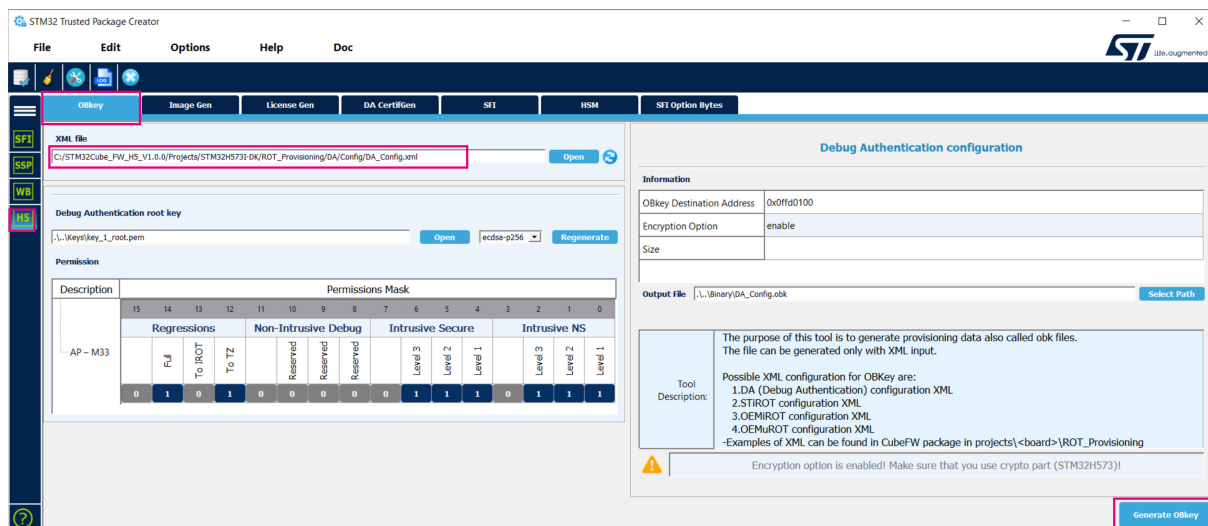 STM32 Trusted Package Creator
File Edit Options Help Doc
ST life.augmented
LOG
OBkey Image Gen License Gen DA CertifGen SFI HSM SFI Option Bytes
SFI
SSP
WB
H5
XML file
C:/STM32Cube_FW_H5_V1.0.0/Projects/STM32H573I-DK/ROT_Provisioning/DA/Config/DA_Config.xml Open
Debug Authentication root key
.\..\Keys\key_1_root.pem Open ecdsa-p256 Regenerate
Permission
Description Permissions Mask
15 14 13 12 11 10 9 8 7 6 5 4 3 2 1 0
Regressions Non-Intrusive Debug Intrusive Secure Intrusive NS
AP – M33 Full To IROT To TZ Reserved Reserved Reserved Level 3 Level 2 Level 1 Level 3 Level 2 Level 1
0 1 0 1 0 0 0 0 0 1 1 1 0 1 1 1
Debug Authentication configuration
Information
OBkey Destination Address 0x0ffd0100
Encryption Option enable
Size
Output File .\..\Binary\DA_Config.obk Select Path
Tool
Description:
The purpose of this tool is to generate provisioning data also called obk files.
The file can be generated only with XML input.
Possible XML configuration for OBKey are:
1.DA (Debug Authentication) configuration XML
2.STiROT configuration XML
3.OEMiROT configuration XML
4.OEMuROT configuration XML
-Examples of XML can be found in CubeFW package in projects\<board>\ROT_Provisioning
Encryption option is enabled! Make sure that you use crypto part (STM32H573)!
?
Generate OBkey